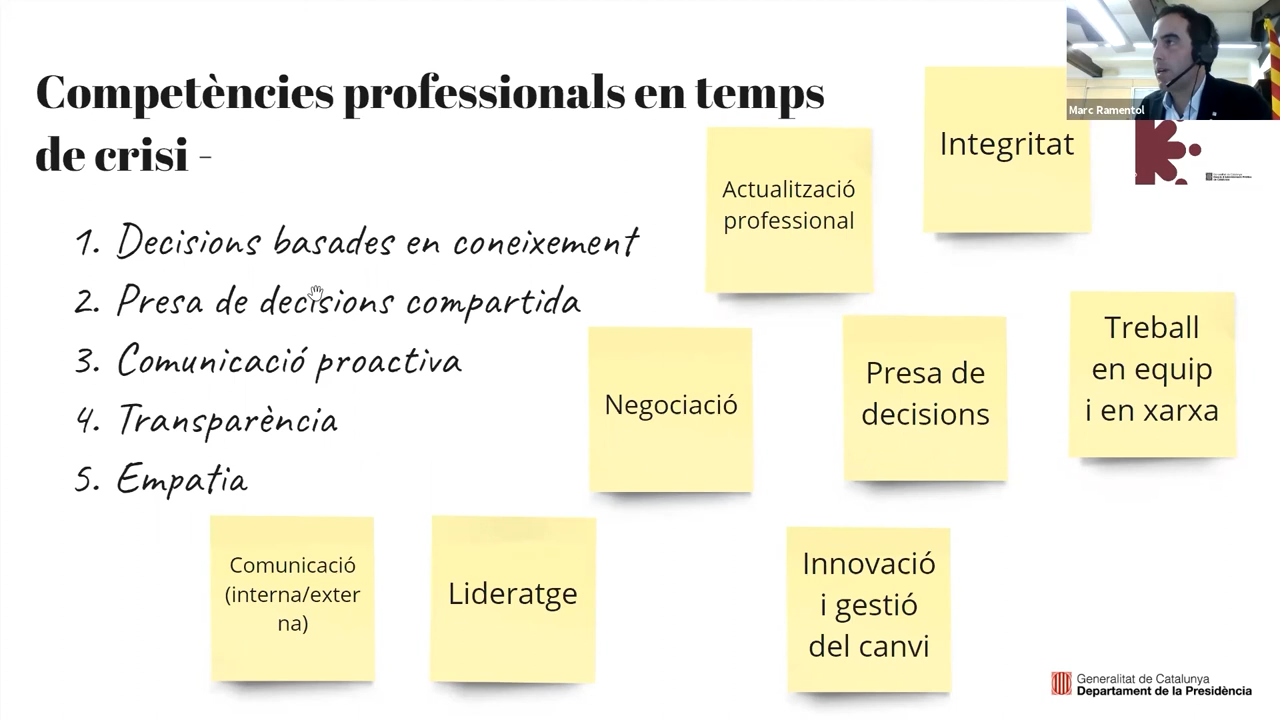 Competències professionals en temps
de crisi -
1. Decisions basades en coneixement
2. Presa de decisions compartida
3. Comunicació proactiva
4. Transparència
5. Empatia
Marc Ramentol
Integritat
Actualització
professional
Negociació
Presa de
decisions
Treball
en equip
i en xarxa
Comunicació
(interna/exter
na)
Lideratge
Innovació
i gestió
del canvi
Generalitat de Catalunya
Departament de la Presidència